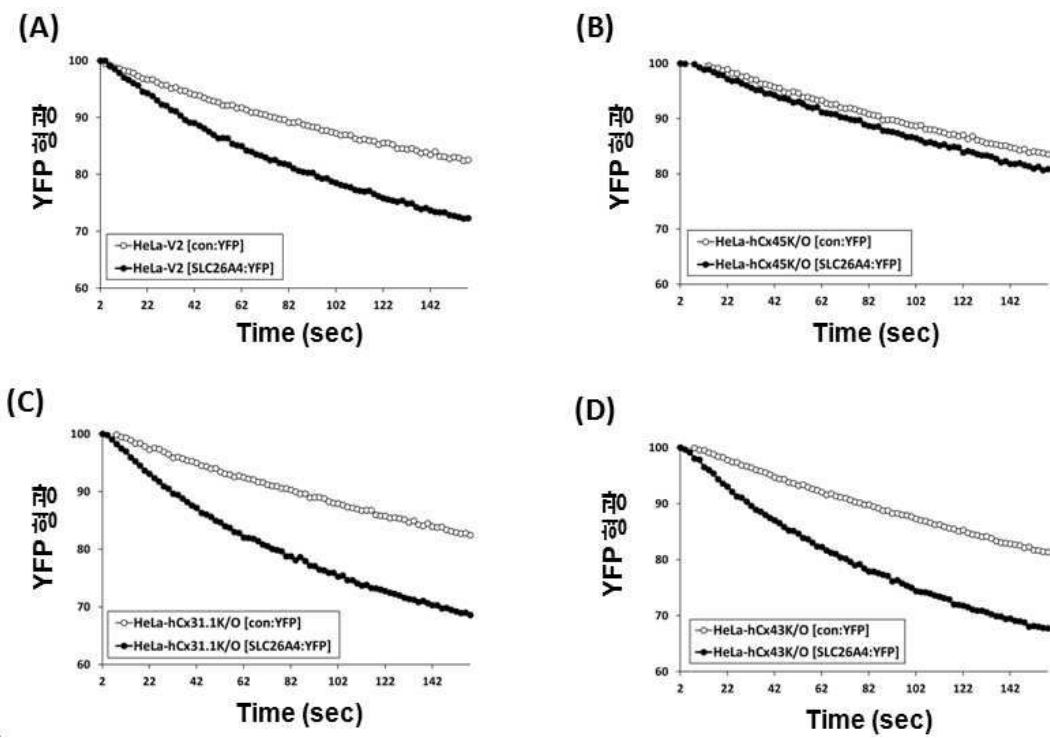 (A)
YFP 형광
100
90
80
70
60
HeLa-V2 [con:YFP]
HeLa-V2 [SLC26A4:YFP]
2 22 42 62 82 102 122 142
Time (sec)
(B)
YFP 형광
100
90
80
70
60
HeLa-hCx45K/O [con:YFP]
HeLa-hCx45K/O [SLC26A4:YFP]
2 22 42 62 82 102 122 142
Time (sec)
(C)
YFP 형광
100
90
80
70
60
HeLa-hCx31.1K/O [con:YFP]
HeLa-hCx31.1K/O [SLC26A4:YFP]
2 22 42 62 82 102 122 142
Time (sec)
(D)
YFP 형광
100
90
80
70
60
HeLa-hCx43K/O [con:YFP]
HeLa-hCx43K/O [SLC26A4:YFP]
2 22 42 62 82 102 122 142
Time (sec)